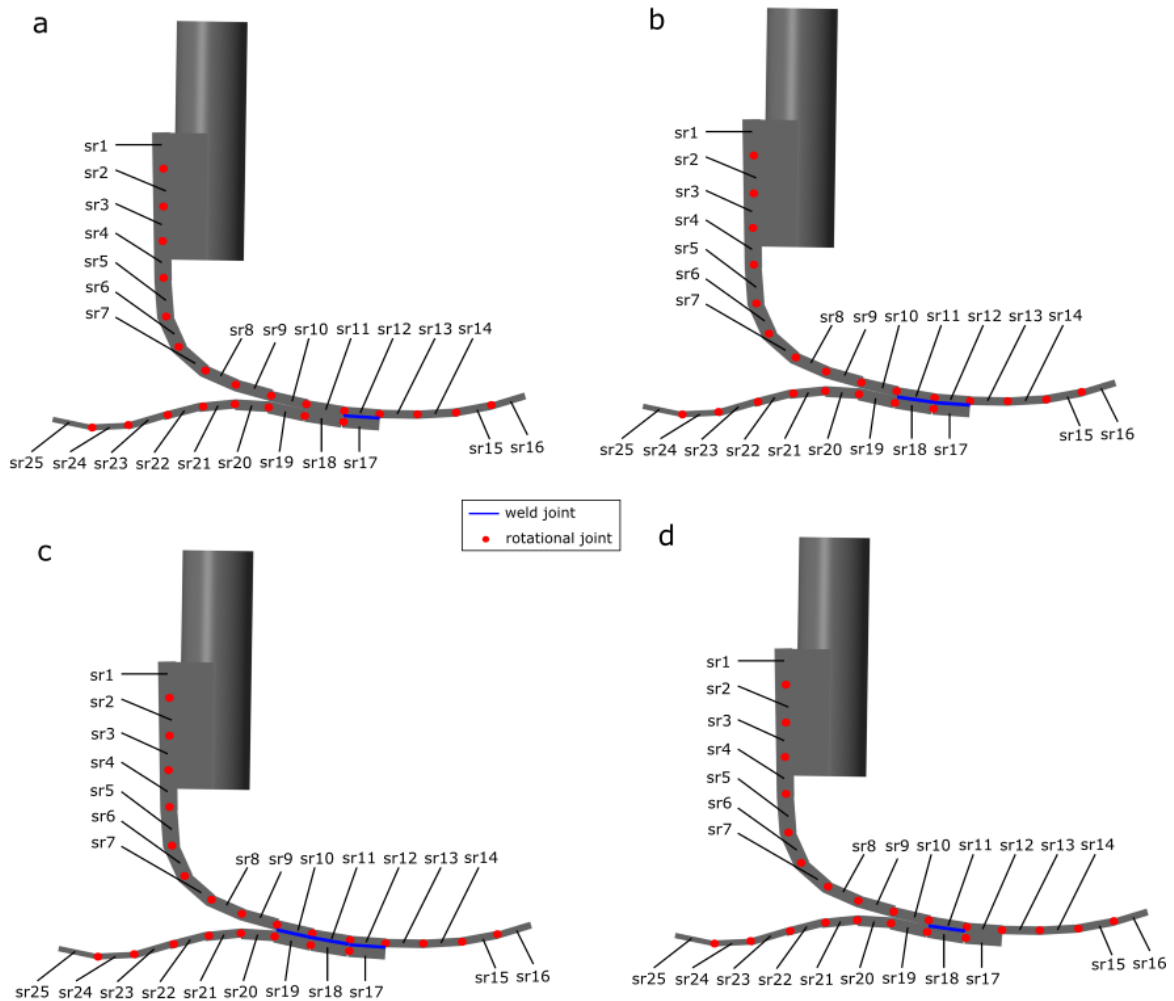 a
sr1
sr2
sr3
sr4
sr5
sr6
sr7
sr8 sr9 sr10 sr11 sr12 sr13 sr14
sr15 sr16
sr25 sr24 sr23 sr22 sr21 sr20 sr19 sr18 sr17
b
sr1
sr2
sr3
sr4
sr5
sr6
sr7
sr8 sr9 sr10 sr11 sr12 sr13 sr14
sr15 sr16
sr25 sr24 sr23 sr22 sr21 sr20 sr19 sr18 sr17
weld joint
rotational joint
c
sr1
sr2
sr3
sr4
sr5
sr6
sr7
sr8 sr9 sr10 sr11 sr12 sr13 sr14
sr15 sr16
sr25 sr24 sr23 sr22 sr21 sr20 sr19 sr18 sr17
d
sr1
sr2
sr3
sr4
sr5
sr6
sr7
sr8 sr9 sr10 sr11 sr12 sr13 sr14
sr15 sr16
sr25 sr24 sr23 sr22 sr21 sr20 sr19 sr18 sr17